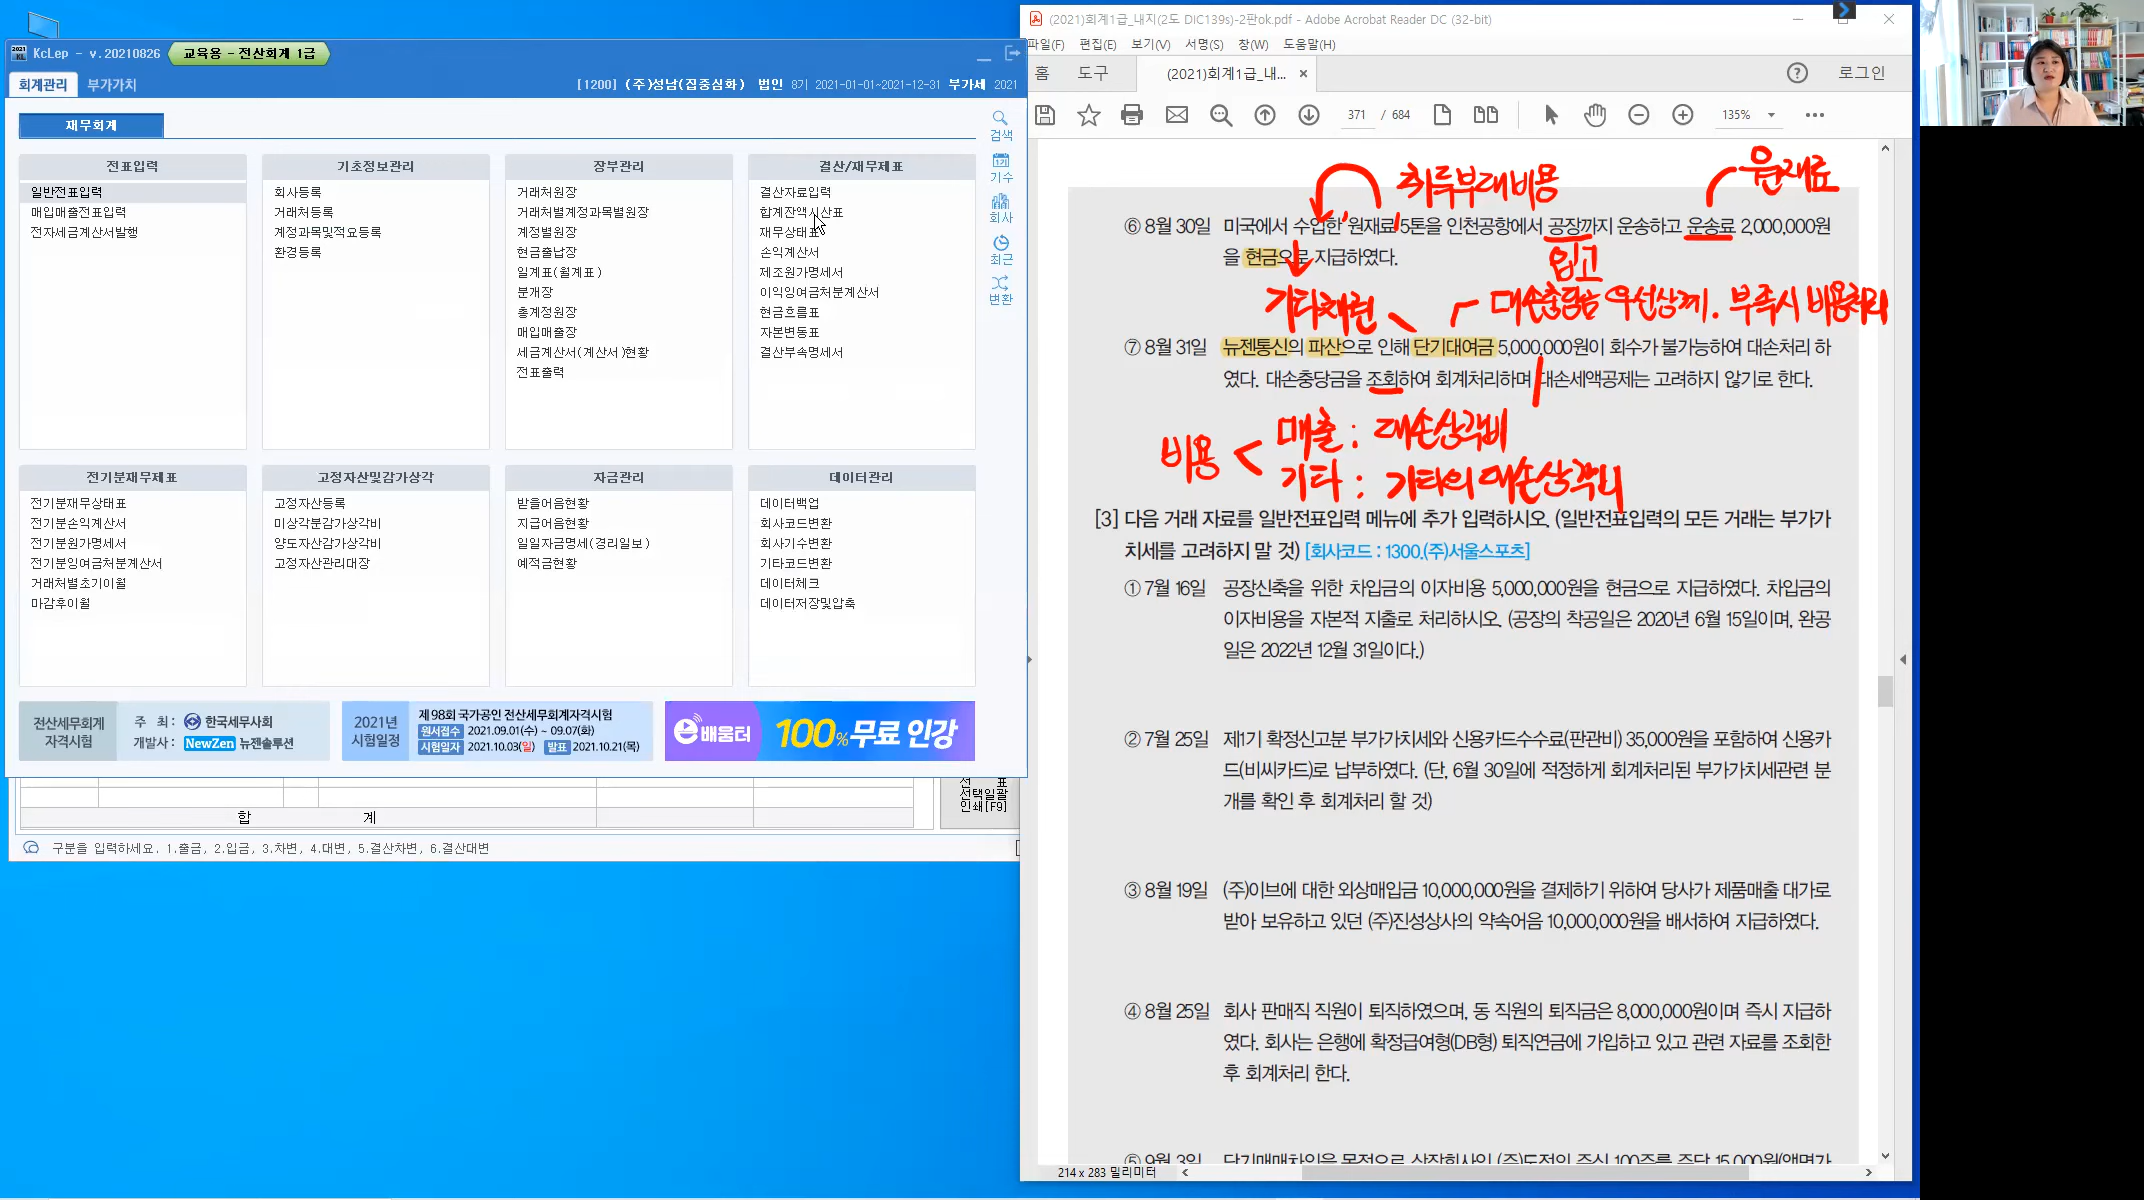 KcLep - v.20210826 교육용 - 전산회계 1급
회계관리 부가가치
[1200] (주)성남(집중심화) 법인 8기 2021-01-01~2021-12-31 부가세 2021
재무회계
검색
기수
회사
최근
변환
전표입력
일반전표입력
매입매출전표입력
전자세금계산서발행
기초정보관리
회사등록
거래처등록
계정과목및적요등록
환경등록
장부관리
거래처원장
거래처별계정과목별원장
계정별원장
현금출납장
일계표(월계표)
분개장
총계정원장
매입매출장
세금계산서(계산서)현황
전표출력
결산/재무제표
결산자료입력
합계잔액시산표
재무상태표
손익계산서
제조원가명세서
이익잉여금처분계산서
현금흐름표
자본변동표
결산부속명세서
전기분재무제표
전기분재무상태표
전기분손익계산서
전기분원가명세서
전기분잉여금처분계산서
거래처별초기이월
마감후이월
고정자산및감가상각
고정자산등록
미상각분감가상각비
양도자산감가상각비
고정자산관리대장
자금관리
받을어음현황
지급어음현황
일일자금명세(경리일보)
예적금현황
데이터관리
데이터백업
회사코드변환
회사기수변환
기타코드변환
데이터체크
데이터저장및압축
전산세무회계
자격시험
주 최 : 한국세무사회
개발사 : NewZen 뉴젠솔루션
2021년
시험일정
제 98회 국가공인 전산세무회계자격시험
원서접수 2021.09.01(수) ~ 09.07(화)
시험일자 2021.10.03(일) 발표 2021.10.21(목)
e배움터 100% 무료 인강
전 표
선택일괄
인쇄[F9]
합 계
구분을 입력하세요. 1.출금, 2.입금, 3.차변, 4.대변, 5.결산차변, 6.결산대변
(2021)회계1급_내지(2도 DIC139s)-2판ok.pdf - Adobe Acrobat Reader DC (32-bit)
파일(F) 편집(E) 보기(V) 서명(S) 창(W) 도움말(H)
홈 도구 (2021)회계1급_내... × 로그인
371 / 684 135%
취득부대비용
원재료
⑥ 8월 30일 미국에서 수입한 원재료 5톤을 인천공항에서 공장까지 운송하고 운송료 2,000,000원
을 현금으로 지급하였다.
입고
기타채권
대손충당금 우선상계. 부족시 비용처리
⑦ 8월 31일 뉴젠통신의 파산으로 인해 단기대여금 5,000,000원이 회수가 불가능하여 대손처리 하
였다. 대손충당금을 조회하여 회계처리하며 대손세액공제는 고려하지 않기로 한다.
비용 < 매출 : 대손상각비
기타 : 기타의 대손상각비
[3] 다음 거래 자료를 일반전표입력 메뉴에 추가 입력하시오. (일반전표입력의 모든 거래는 부가가
치세를 고려하지 말 것) [회사코드 : 1300.(주)서울스포츠]
① 7월 16일 공장신축을 위한 차입금의 이자비용 5,000,000원을 현금으로 지급하였다. 차입금의
이자비용을 자본적 지출로 처리하시오. (공장의 착공일은 2020년 6월 15일이며, 완공
일은 2022년 12월 31일이다.)
② 7월 25일 제1기 확정신고분 부가가치세와 신용카드수수료(판관비) 35,000원을 포함하여 신용카
드(비씨카드)로 납부하였다. (단, 6월 30일에 적정하게 회계처리된 부가가치세관련 분
개를 확인 후 회계처리 할 것)
③ 8월 19일 (주)이브에 대한 외상매입금 10,000,000원을 결제하기 위하여 당사가 제품매출 대가로
받아 보유하고 있던 (주)진성상사의 약속어음 10,000,000원을 배서하여 지급하였다.
④ 8월 25일 회사 판매직 직원이 퇴직하였으며, 동 직원의 퇴직금은 8,000,000원이며 즉시 지급하
였다. 회사는 은행에 확정급여형(DB형) 퇴직연금에 가입하고 있고 관련 자료를 조회한
후 회계처리 한다.
⑤ 9월 3일 단기매매차익을 목적으로 상장회사인 (주)도전의 주식 100주를 주당 15,000원(액면가
214 x 283 밀리미터